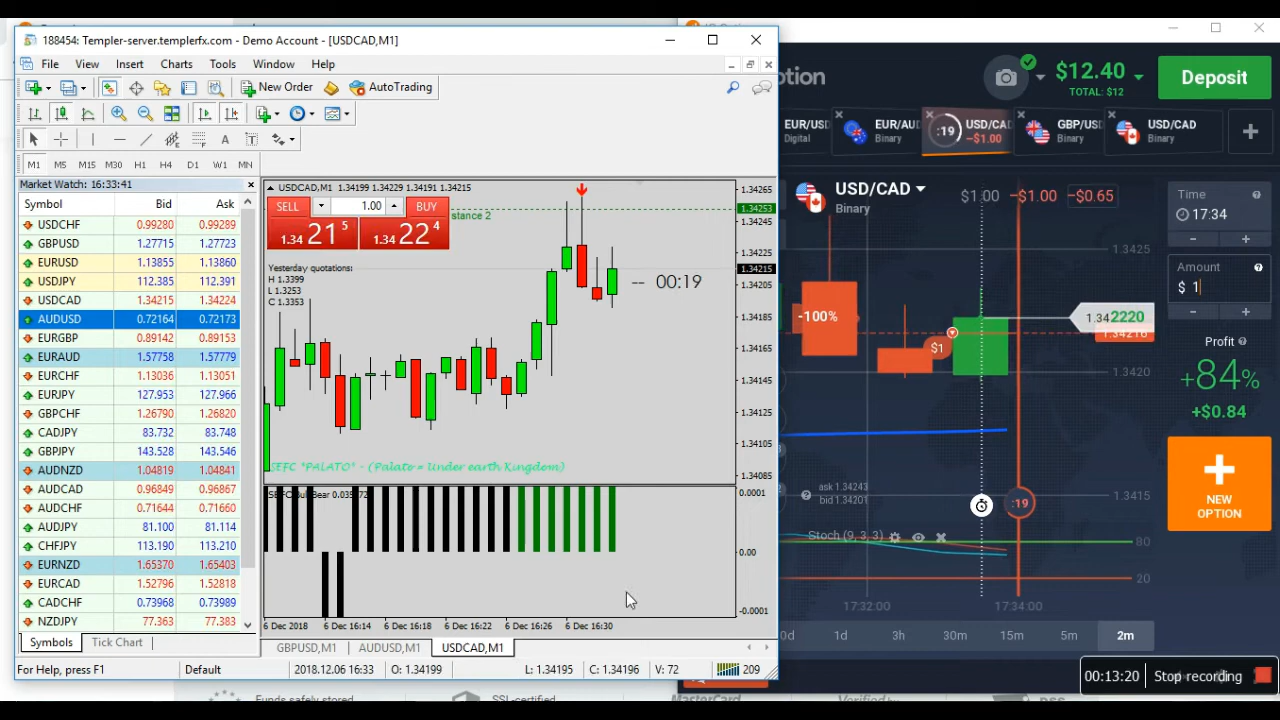 188454: Templer-server.templerfx.com - Demo Account - [USDCAD,M1]
File View Insert Charts Tools Window Help
New Order AutoTrading
M1 M5 M15 M30 H1 H4 D1 W1 MN
Market Watch: 16:33:41
Symbol Bid Ask
USDCHF 0.99280 0.99289
GBPUSD 1.27715 1.27723
EURUSD 1.13855 1.13860
USDJPY 112.385 112.391
USDCAD 1.34215 1.34224
AUDUSD 0.72164 0.72173
EURGBP 0.89142 0.89153
EURAUD 1.57758 1.57779
EURCHF 1.13036 1.13051
EURJPY 127.953 127.966
GBPCHF 1.26790 1.26820
CADJPY 83.732 83.748
GBPJPY 143.528 143.546
AUDNZD 1.04819 1.04841
AUDCAD 0.96849 0.96867
AUDCHF 0.71644 0.71664
AUDJPY 81.100 81.114
CHFJPY 113.190 113.210
EURNZD 1.65370 1.65403
EURCAD 1.52796 1.52818
CADCHF 0.73968 0.73989
NZDJPY 77.363 77.383
Symbols Tick Chart
USDCAD,M1 1.34199 1.34229 1.34191 1.34215
SELL 1.00 BUY
1.34 21 5 1.34 22 4
stance 2
Yesterday quotations:
H 1.3399
L 1.3253
C 1.3353
-- 00:19
SEFC *PALATO* - (Palato = Under earth Kingdom)
1.34265
1.34253
1.34245
1.34225
1.34215
1.34205
1.34185
1.34165
1.34145
1.34125
1.34105
1.34085
0.0001
0.00
-0.0001
6 Dec 2018 6 Dec 16:14 6 Dec 16:18 6 Dec 16:22 6 Dec 16:26 6 Dec 16:30
GBPUSD,M1 AUDUSD,M1 USDCAD,M1
For Help, press F1 Default 2018.12.06 16:33 O: 1.34199 L: 1.34195 C: 1.34196 V: 72 209
ption
$12.40
TOTAL: $12
Deposit
EUR/USD
Digital
EUR/AU
Binary
:19
USD/CA
-$1.00
GBP/US
Binary
USD/CAD
Binary
USD/CAD
Binary
$1.00 -$1.00 -$0.65
-100%
$1
1.3425
1.342220
1.34216
1.3420
1.3415
ask 1.34243
bid 1.34201
:19
Stoch (9, 3, 3)
80
20
17:32:00 17:34:00
0d 1d 3h 30m 15m 5m 2m
Time
17:34
- +
Amount
$ 1
- +
Profit
+84%
+$0.84
NEW
OPTION
00:13:20 Stop recording
Funds safely stored
SSL-certified
MasterCard